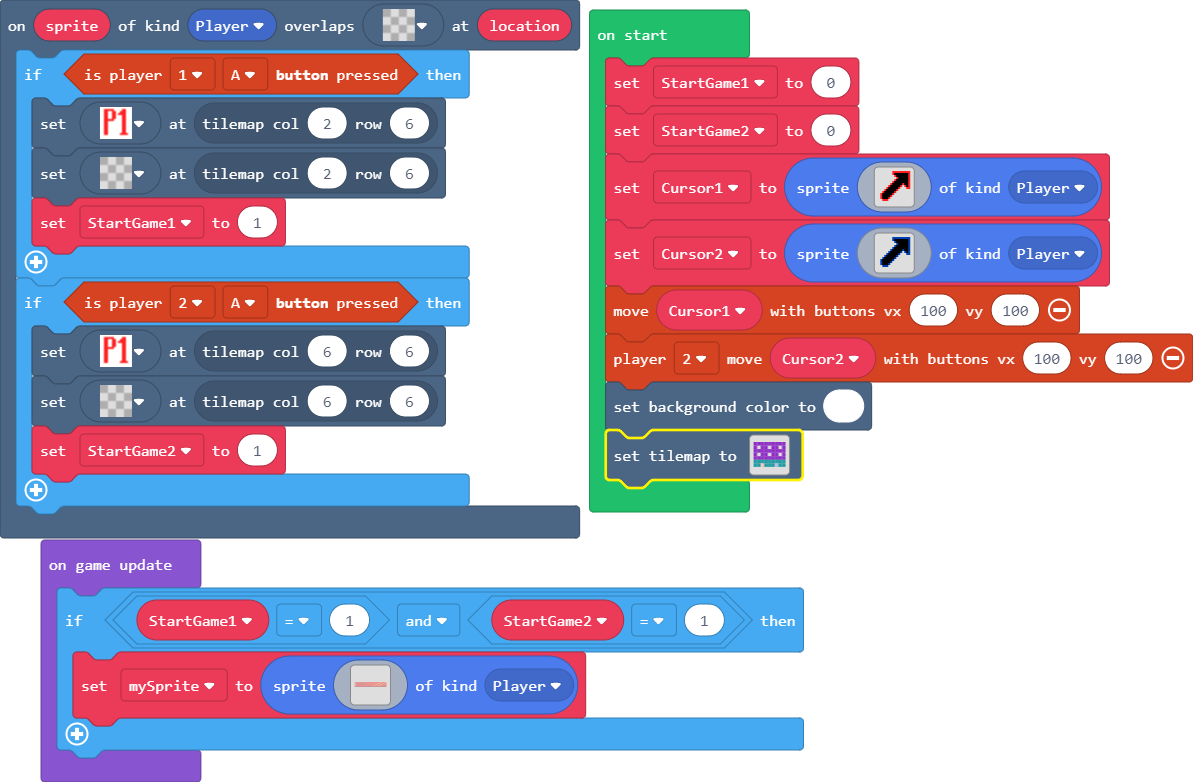 on sprite of kind Player overlaps at location
if is player 1 A button pressed then
set P1 at tilemap col 2 row 6
set at tilemap col 2 row 6
set StartGame1 to 1
if is player 2 A button pressed then
set P1 at tilemap col 6 row 6
set at tilemap col 6 row 6
set StartGame2 to 1
on start
set StartGame1 to 0
set StartGame2 to 0
set Cursor1 to sprite of kind Player
set Cursor2 to sprite of kind Player
move Cursor1 with buttons vx 100 vy 100
player 2 move Cursor2 with buttons vx 100 vy 100
set background color to
set tilemap to
on game update
if StartGame1 = 1 and StartGame2 = 1 then
set mySprite to sprite of kind Player